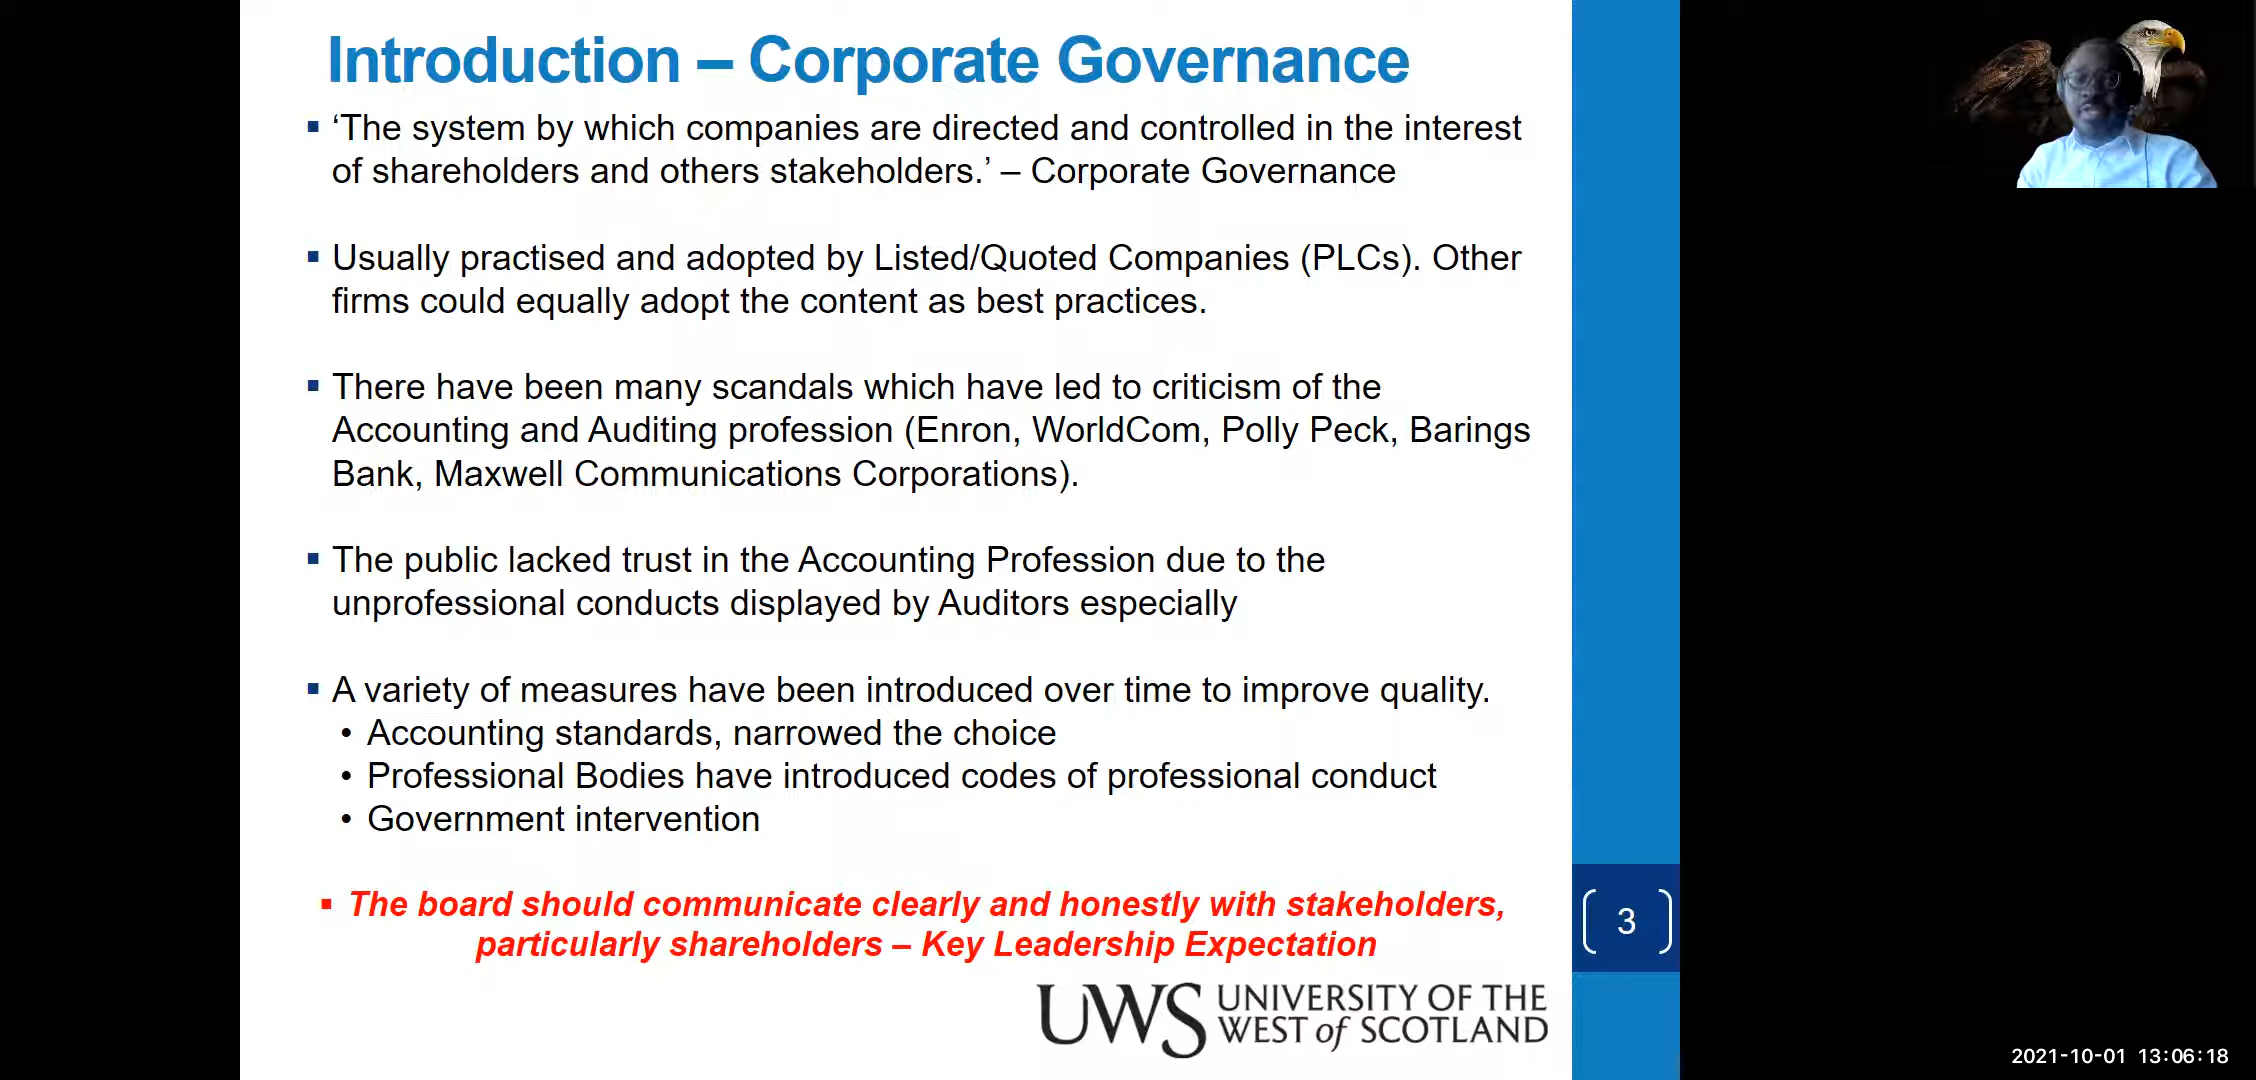 Introduction – Corporate Governance
▪ ‘The system by which companies are directed and controlled in the interest
of shareholders and others stakeholders.’ – Corporate Governance
▪ Usually practised and adopted by Listed/Quoted Companies (PLCs). Other
firms could equally adopt the content as best practices.
▪ There have been many scandals which have led to criticism of the
Accounting and Auditing profession (Enron, WorldCom, Polly Peck, Barings
Bank, Maxwell Communications Corporations).
▪ The public lacked trust in the Accounting Profession due to the
unprofessional conducts displayed by Auditors especially
▪ A variety of measures have been introduced over time to improve quality.
• Accounting standards, narrowed the choice
• Professional Bodies have introduced codes of professional conduct
• Government intervention
▪ The board should communicate clearly and honestly with stakeholders,
particularly shareholders – Key Leadership Expectation
3
UWS UNIVERSITY OF THE
WEST of SCOTLAND
2021-10-01 13:06:18